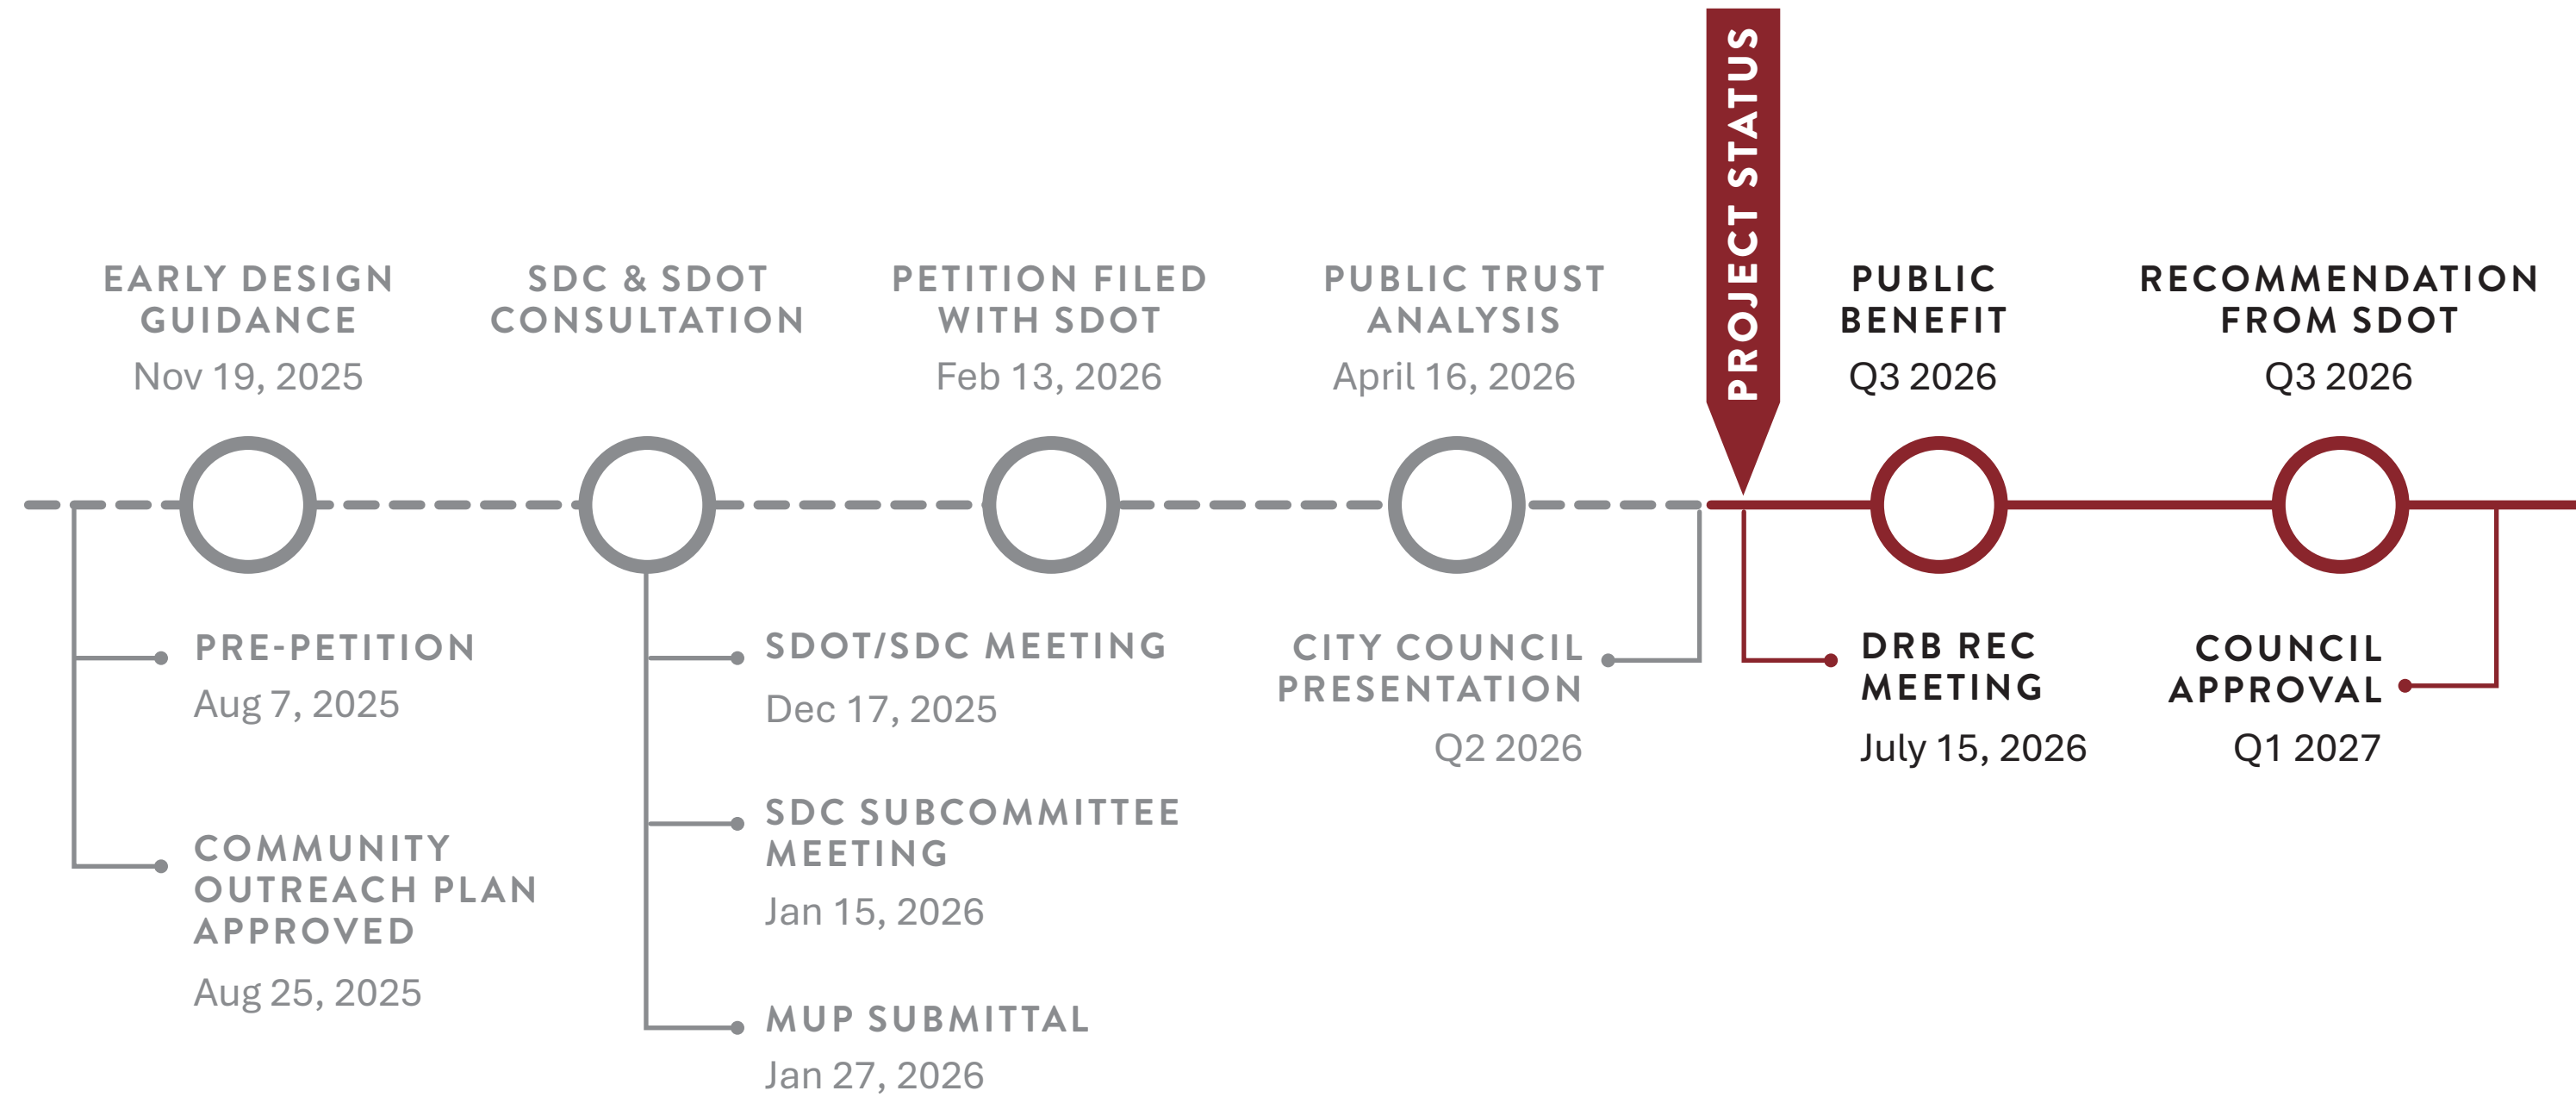 PROJECT STATUS
EARLY DESIGN
GUIDANCE
Nov 19, 2025
SDC & SDOT
CONSULTATION
PETITION FILED
WITH SDOT
Feb 13, 2026
PUBLIC TRUST
ANALYSIS
April 16, 2026
PUBLIC
BENEFIT
Q3 2026
RECOMMENDATION
FROM SDOT
Q3 2026
PRE-PETITION
Aug 7, 2025
COMMUNITY
OUTREACH PLAN
APPROVED
Aug 25, 2025
SDOT/SDC MEETING
Dec 17, 2025
SDC SUBCOMMITTEE
MEETING
Jan 15, 2026
MUP SUBMITTAL
Jan 27, 2026
CITY COUNCIL
PRESENTATION
Q2 2026
DRB REC
MEETING
July 15, 2026
COUNCIL
APPROVAL
Q1 2027